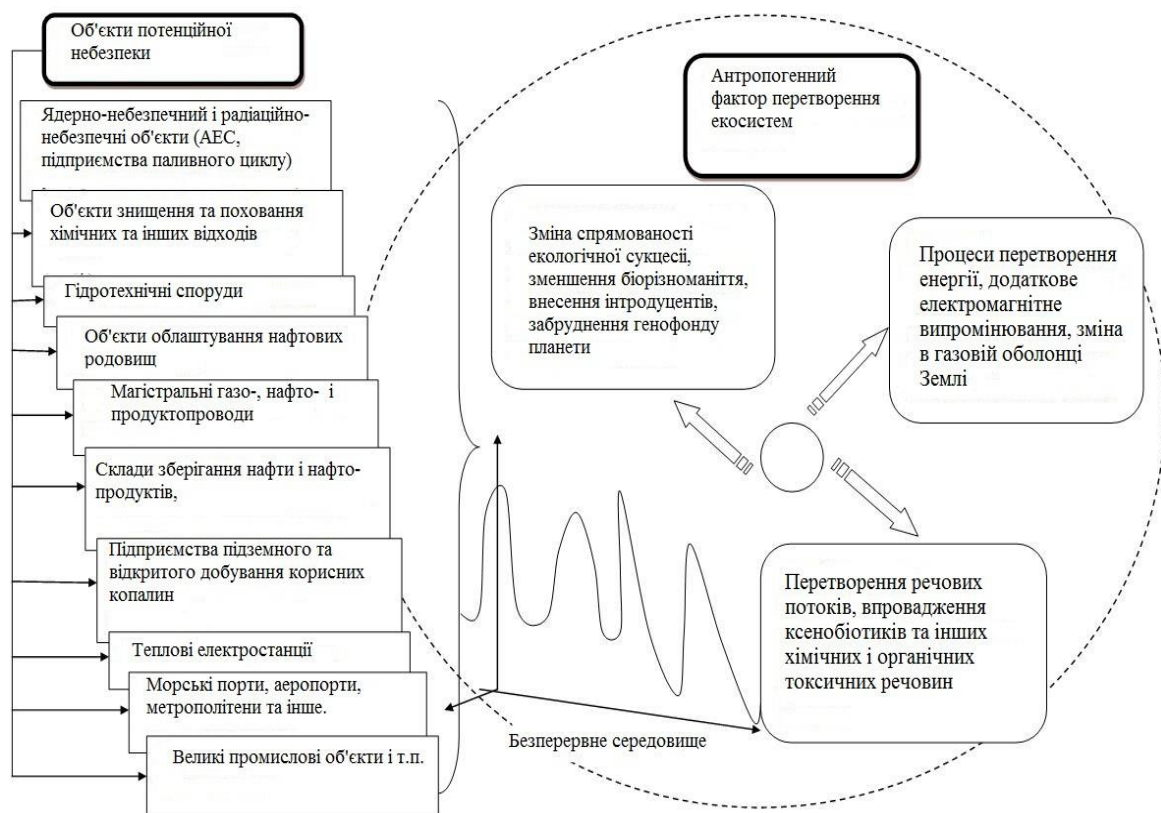 Об'єкти потенційної
небезпеки
Ядерно-небезпечний і радіаційно-
небезпечні об'єкти (АЕС,
підприємства паливного циклу)
Об'єкти знищення та поховання
хімічних та інших відходів
Гідротехнічні споруди
Об'єкти облаштування нафтових
родовищ
Магістральні газо-, нафто- і
продуктопроводи
Склади зберігання нафти і нафто-
продуктів,
Підприємства підземного та
відкритого добування корисних
копалин
Теплові електростанції
Морські порти, аеропорти,
метрополітени та інше.
Великі промислові об'єкти і т.п.
Антропогенний
фактор перетворення
екосистем
Зміна спрямованості
екологічної сукцесії,
зменшення біорізноманіття,
внесення інтродуцентів,
забруднення генофонду
планети
Процеси перетворення
енергії, додаткове
електромагнітне
випромінювання, зміна
в газовій оболонці
Землі
Перетворення речових
потоків, впровадження
ксенобіотиків та інших
хімічних і органічних
токсичних речовин
Безперервне середовище